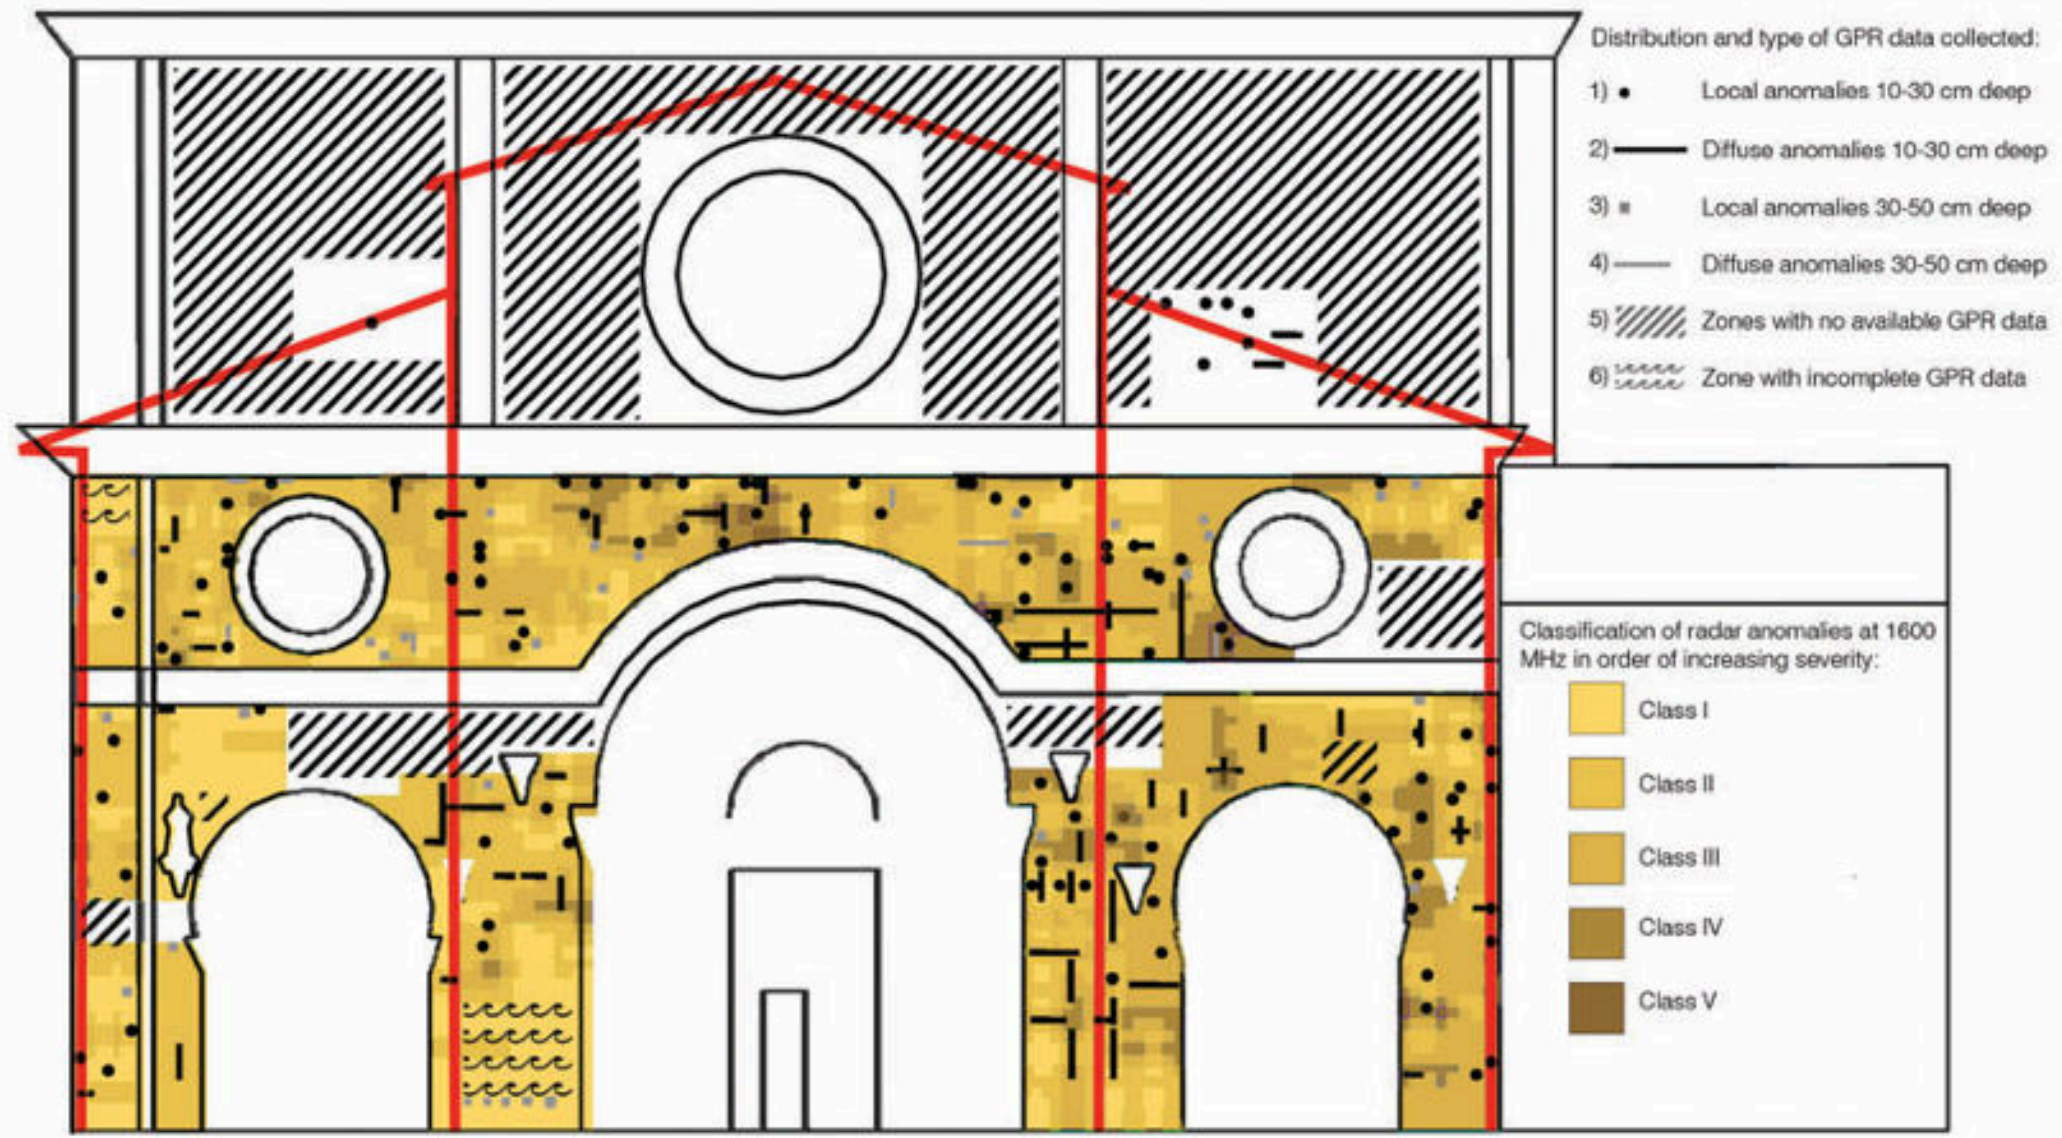 Distribution and type of GPR data collected:
1) Local anomalies 10-30 cm deep
2) Diffuse anomalies 10-30 cm deep
3) Local anomalies 30-50 cm deep
4) Diffuse anomalies 30-50 cm deep
5) Zones with no available GPR data
6) Zone with incomplete GPR data
Classification of radar anomalies at 1600
MHz in order of increasing severity:
Class I
Class II
Class III
Class IV
Class V